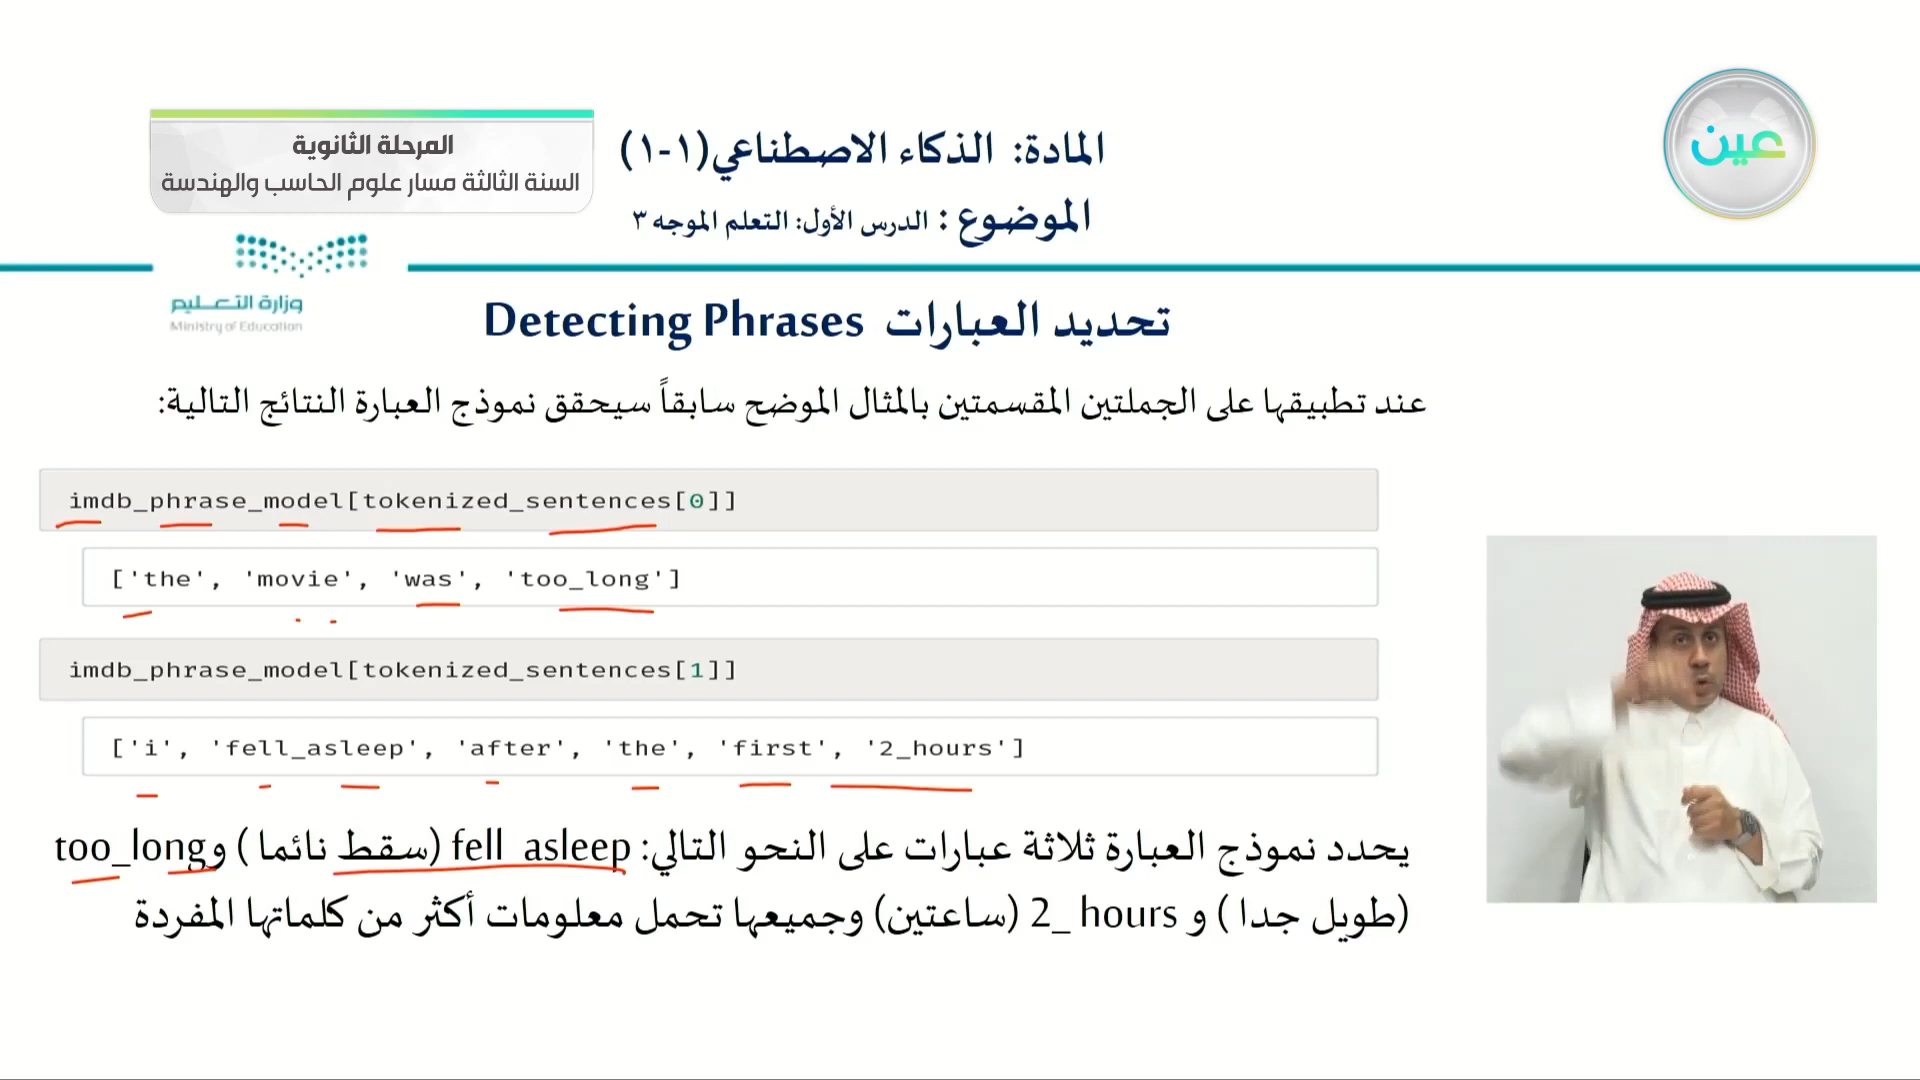 المرحلة الثانوية
السنة الثالثة مسار علوم الحاسب والهندسة
المادة: الذكاء الاصطناعي(١-١)
الموضوع : الدرس الأول: التعلم الموجه ٣
عين
وزارة التعليم
Ministry of Education
تحديد العبارات Detecting Phrases
عند تطبيقها على الجملتين المقسمتين بالمثال الموضح سابقاً سيحقق نموذج العبارة النتائج التالية:
imdb_phrase_model[tokenized_sentences[0]]
['the', 'movie', 'was', 'too_long']
imdb_phrase_model[tokenized_sentences[1]]
['i', 'fell_asleep', 'after', 'the', 'first', '2_hours']
يحدد نموذج العبارة ثلاثة عبارات على النحو التالي: fell_asleep (سقط نائما ) وtoo_long
(طويل جدا ) و 2_ hours (ساعتين) وجميعها تحمل معلومات أكثر من كلماتها المفردة